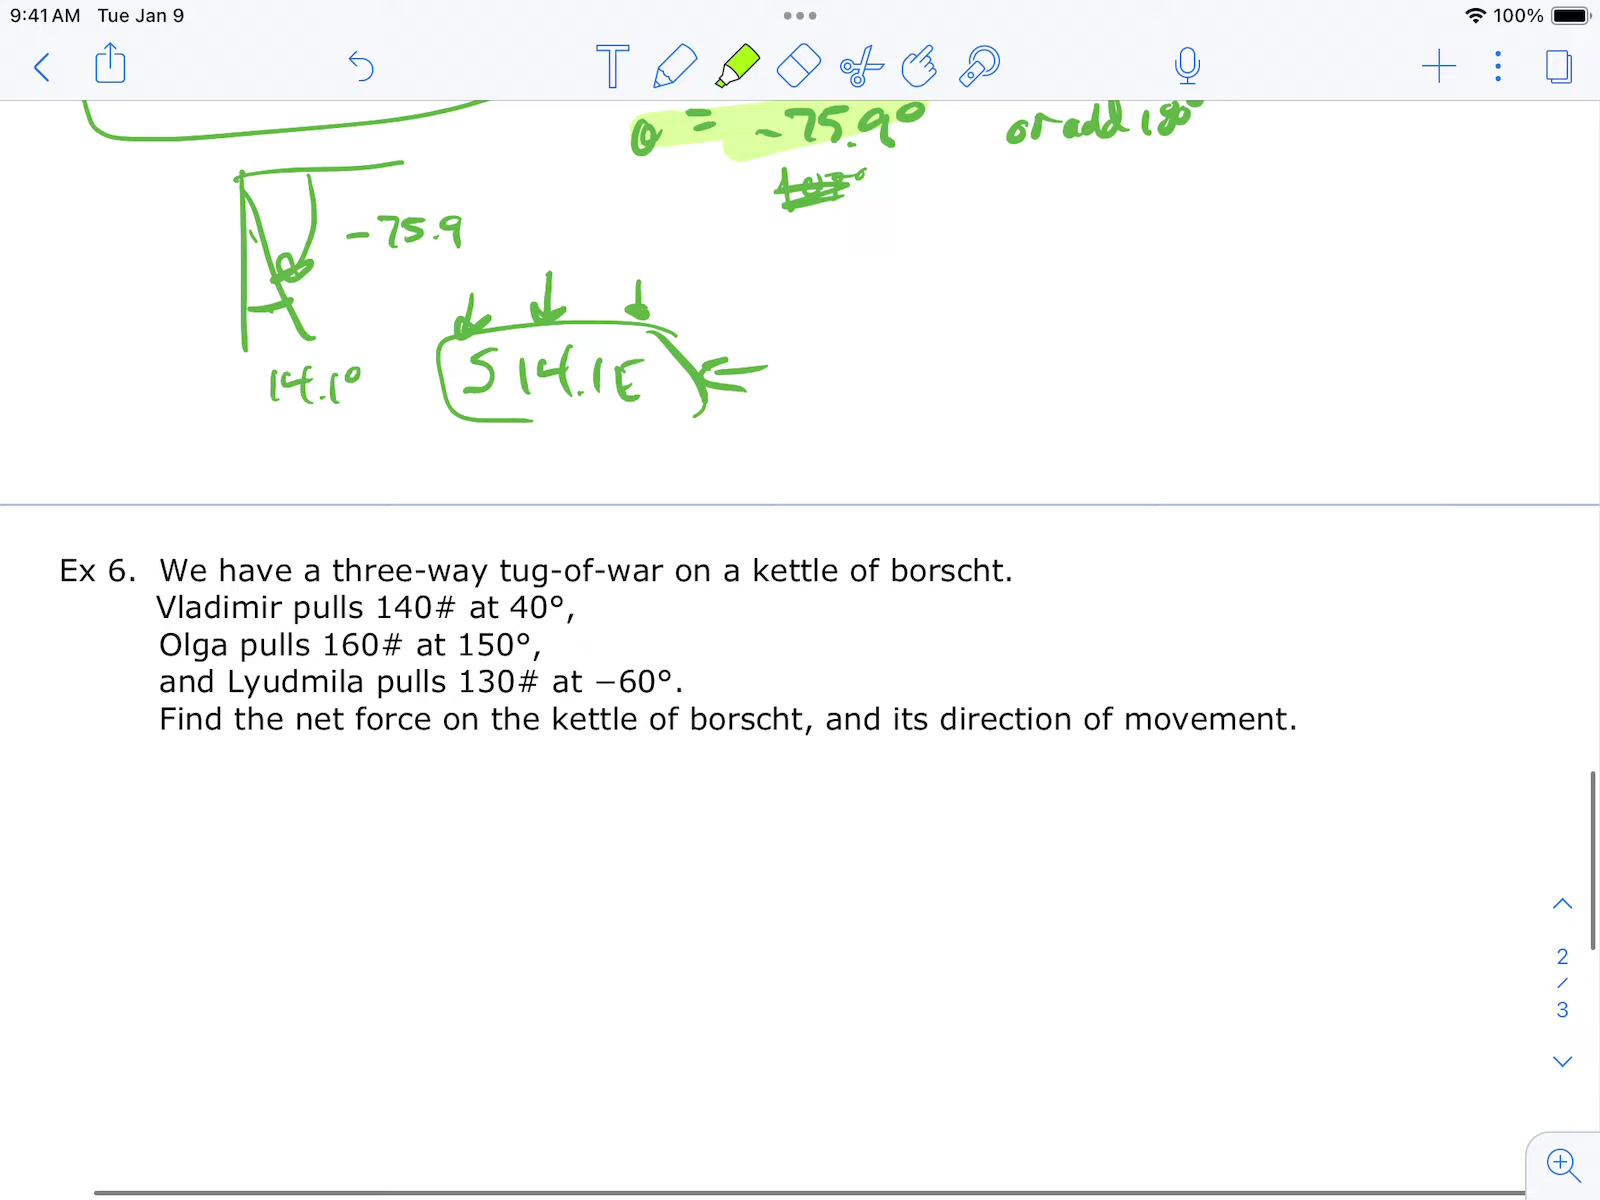 9:41 AM Tue Jan 9
100%
T
θ = -75.9° or add 180°
-75.9
14.1°
S 14.1 E
Ex 6. We have a three-way tug-of-war on a kettle of borscht.
Vladimir pulls 140# at 40°,
Olga pulls 160# at 150°,
and Lyudmila pulls 130# at −60°.
Find the net force on the kettle of borscht, and its direction of movement.
2
/
3